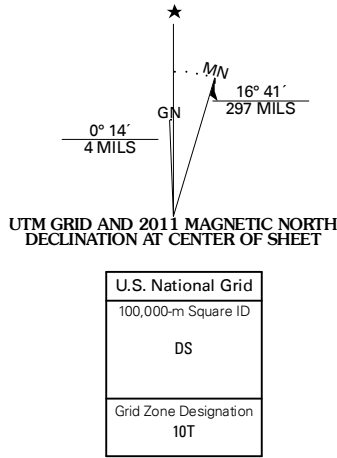 ★
MN
16° 41´
297 MILS
GN
0° 14´
4 MILS
UTM GRID AND 2011 MAGNETIC NORTH
DECLINATION AT CENTER OF SHEET
U.S. National Grid
100,000-m Square ID
DS
Grid Zone Designation
10T